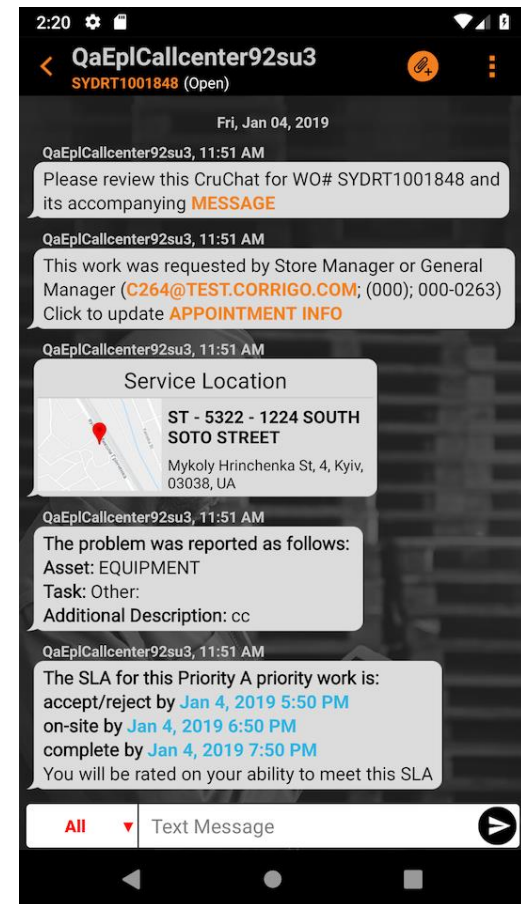 2:20
QaEplCallcenter92su3
SYDRT1001848 (Open)
Fri, Jan 04, 2019
QaEplCallcenter92su3, 11:51 AM
Please review this CruChat for WO# SYDRT1001848 and
its accompanying MESSAGE
QaEplCallcenter92su3, 11:51 AM
This work was requested by Store Manager or General
Manager (C264@TEST.CORRIGO.COM; (000); 000-0263)
Click to update APPOINTMENT INFO
QaEplCallcenter92su3, 11:51 AM
Service Location
ST - 5322 - 1224 SOUTH
SOTO STREET
Mykoly Hrinchenka St, 4, Kyiv,
03038, UA
QaEplCallcenter92su3, 11:51 AM
The problem was reported as follows:
Asset: EQUIPMENT
Task: Other:
Additional Description: cc
QaEplCallcenter92su3, 11:51 AM
The SLA for this Priority A priority work is:
accept/reject by Jan 4, 2019 5:50 PM
on-site by Jan 4, 2019 6:50 PM
complete by Jan 4, 2019 7:50 PM
You will be rated on your ability to meet this SLA
All ▼ Text Message